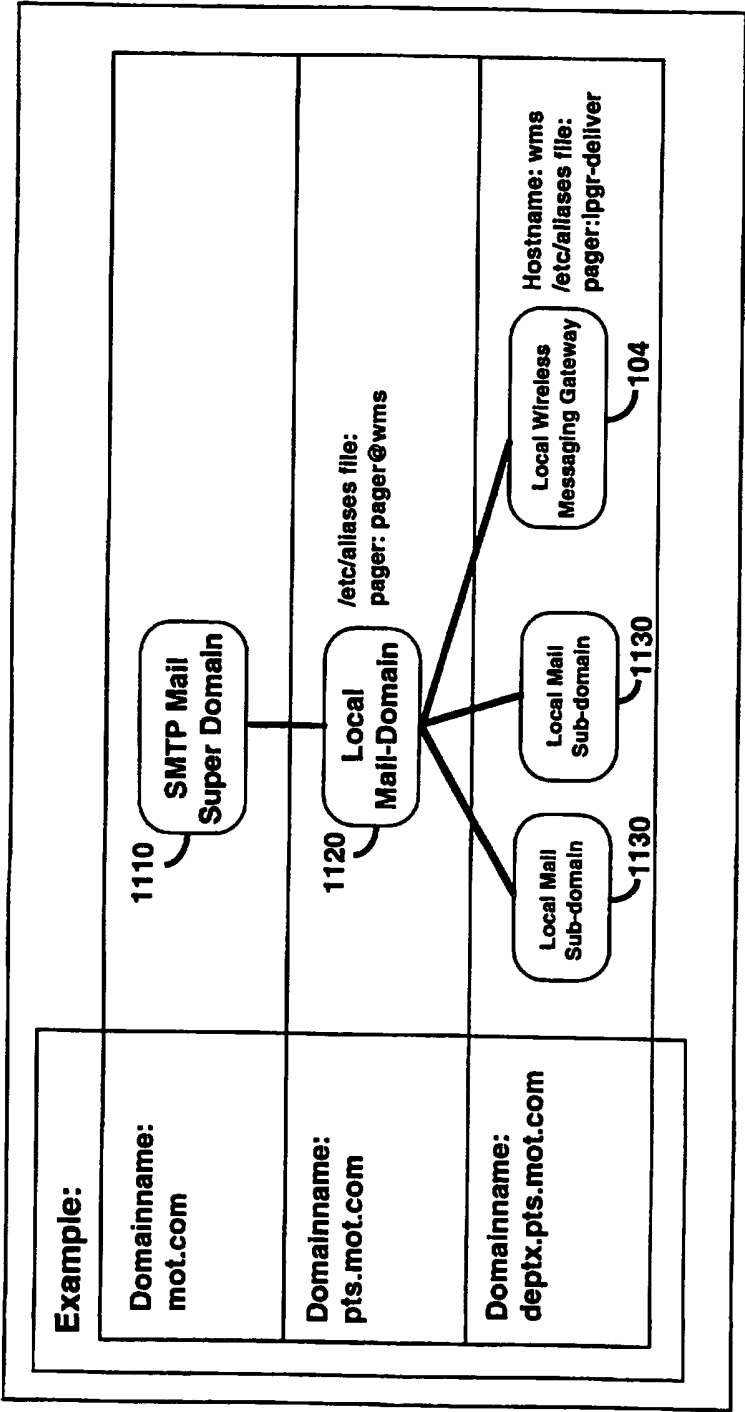 Example:
Domainname:
mot.com
1110
SMTP Mail
Super Domain
Domainname:
pts.mot.com
1120
Local
Mail-Domain
/etc/aliases file:
pager: pager@wms
Domainname:
deptx.pts.mot.com
Local Mail
Sub-domain
1130
Local Mail
Sub-domain
1130
Local Wireless
Messaging Gateway
104
Hostname: wms
/etc/aliases file:
pager:lpgr-deliver